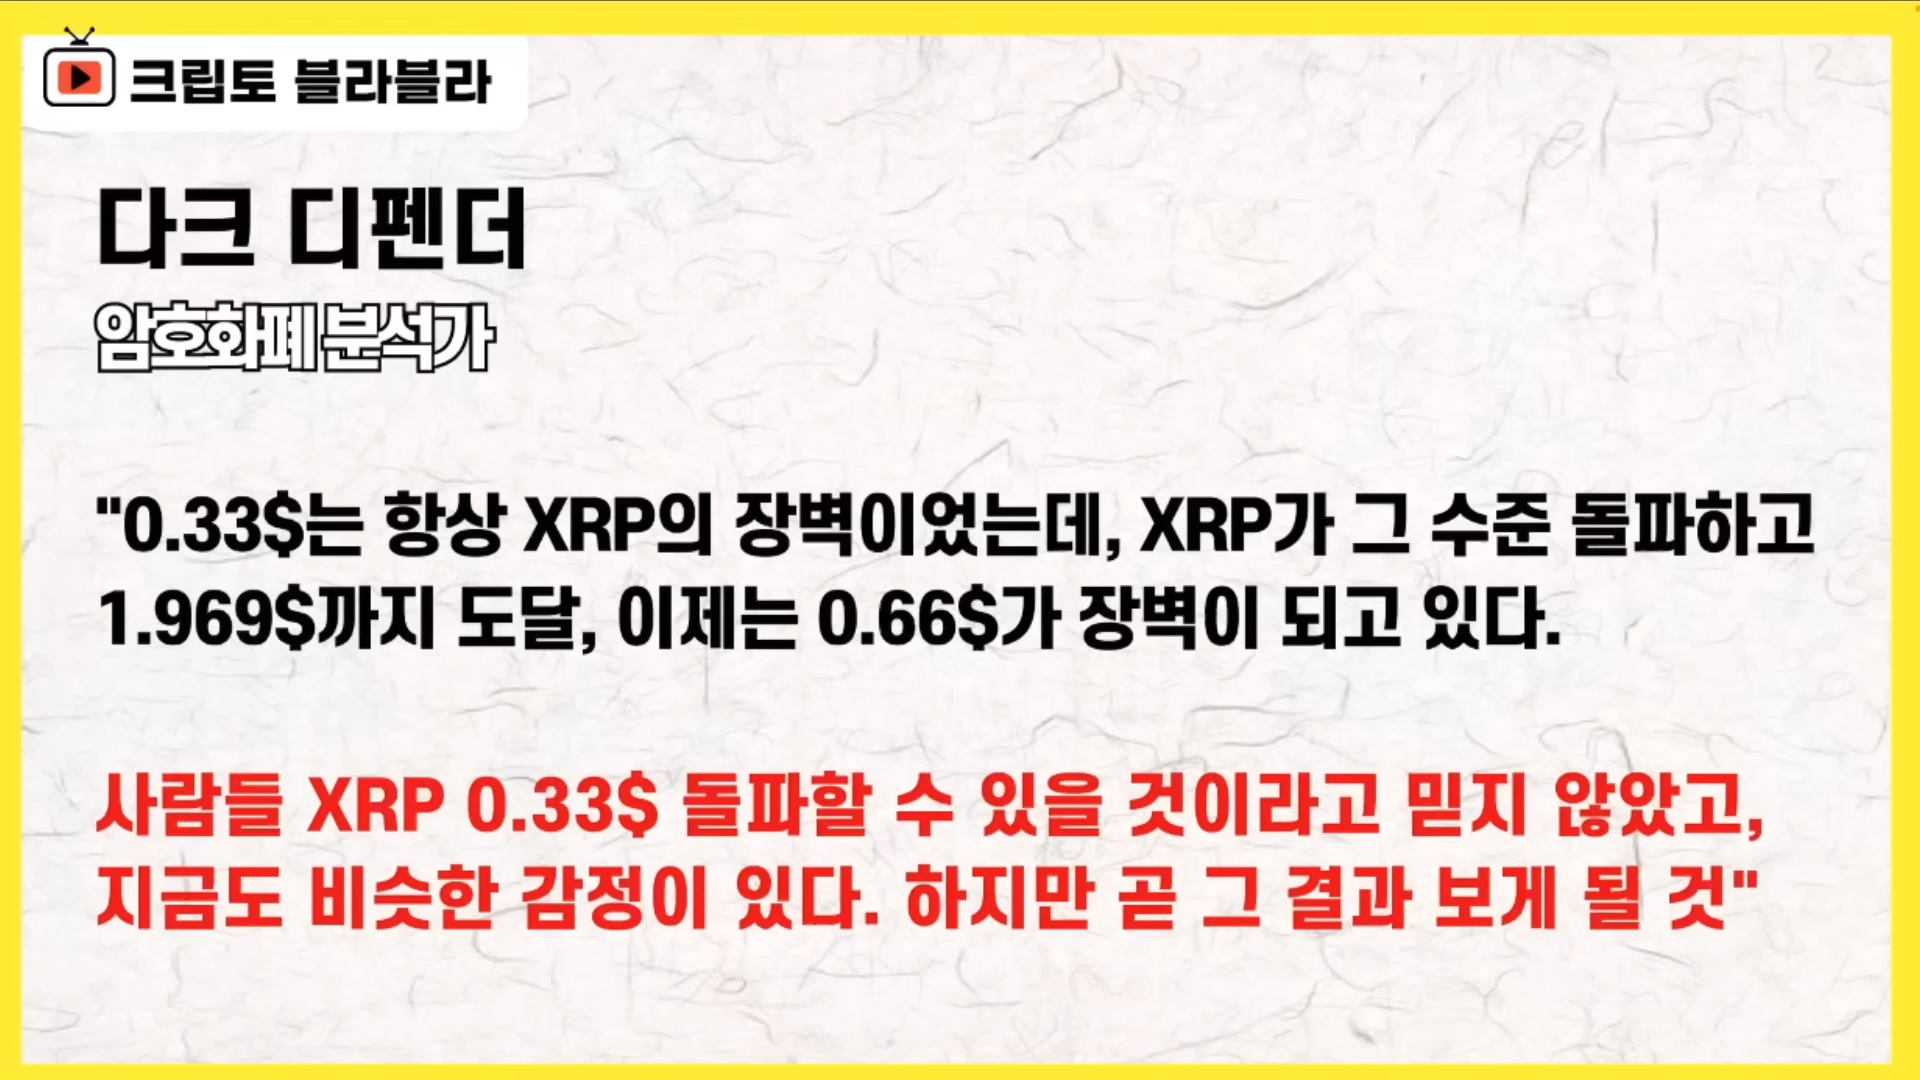 크립토 블라블라
다크 디펜더
암호화폐 분석가
"0.33$는 항상 XRP의 장벽이었는데, XRP가 그 수준 돌파하고
1.969$까지 도달, 이제는 0.66$가 장벽이 되고 있다.
사람들 XRP 0.33$ 돌파할 수 있을 것이라고 믿지 않았고,
지금도 비슷한 감정이 있다. 하지만 곧 그 결과 보게 될 것"